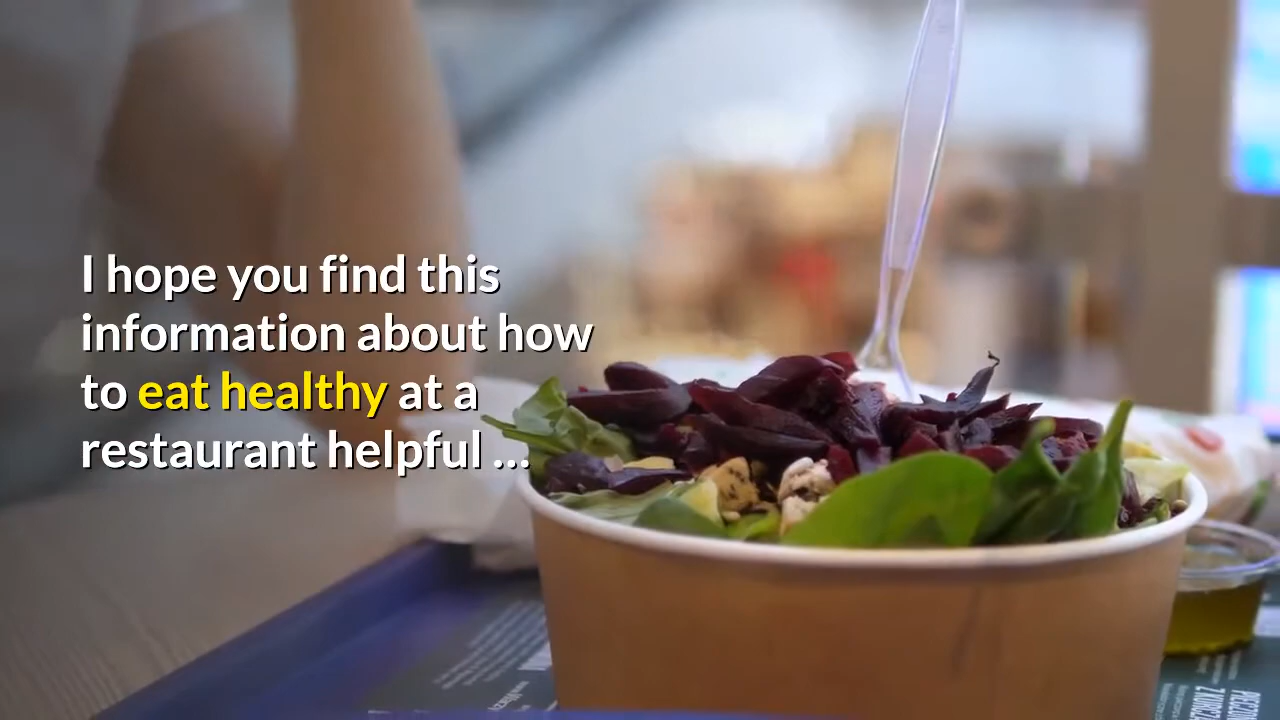 I hope you find this
information about how
to eat healthy at a
restaurant helpful ...